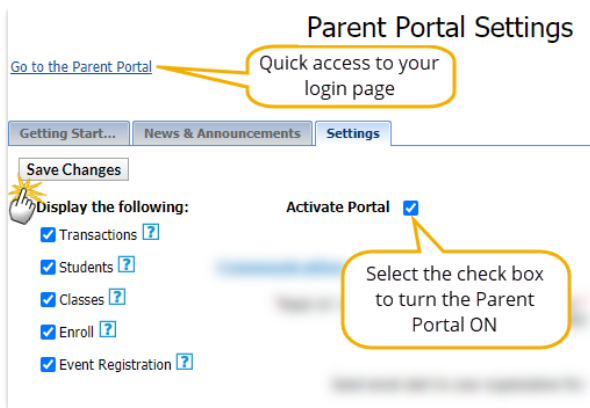 Parent Portal Settings
Go to the Parent Portal
Quick access to your
login page
Getting Start...
News & Announcements
Settings
Save Changes
Display the following:
Activate Portal
Transactions ?
Students ?
Classes ?
Enroll ?
Event Registration ?
Select the check box
to turn the Parent
Portal ON